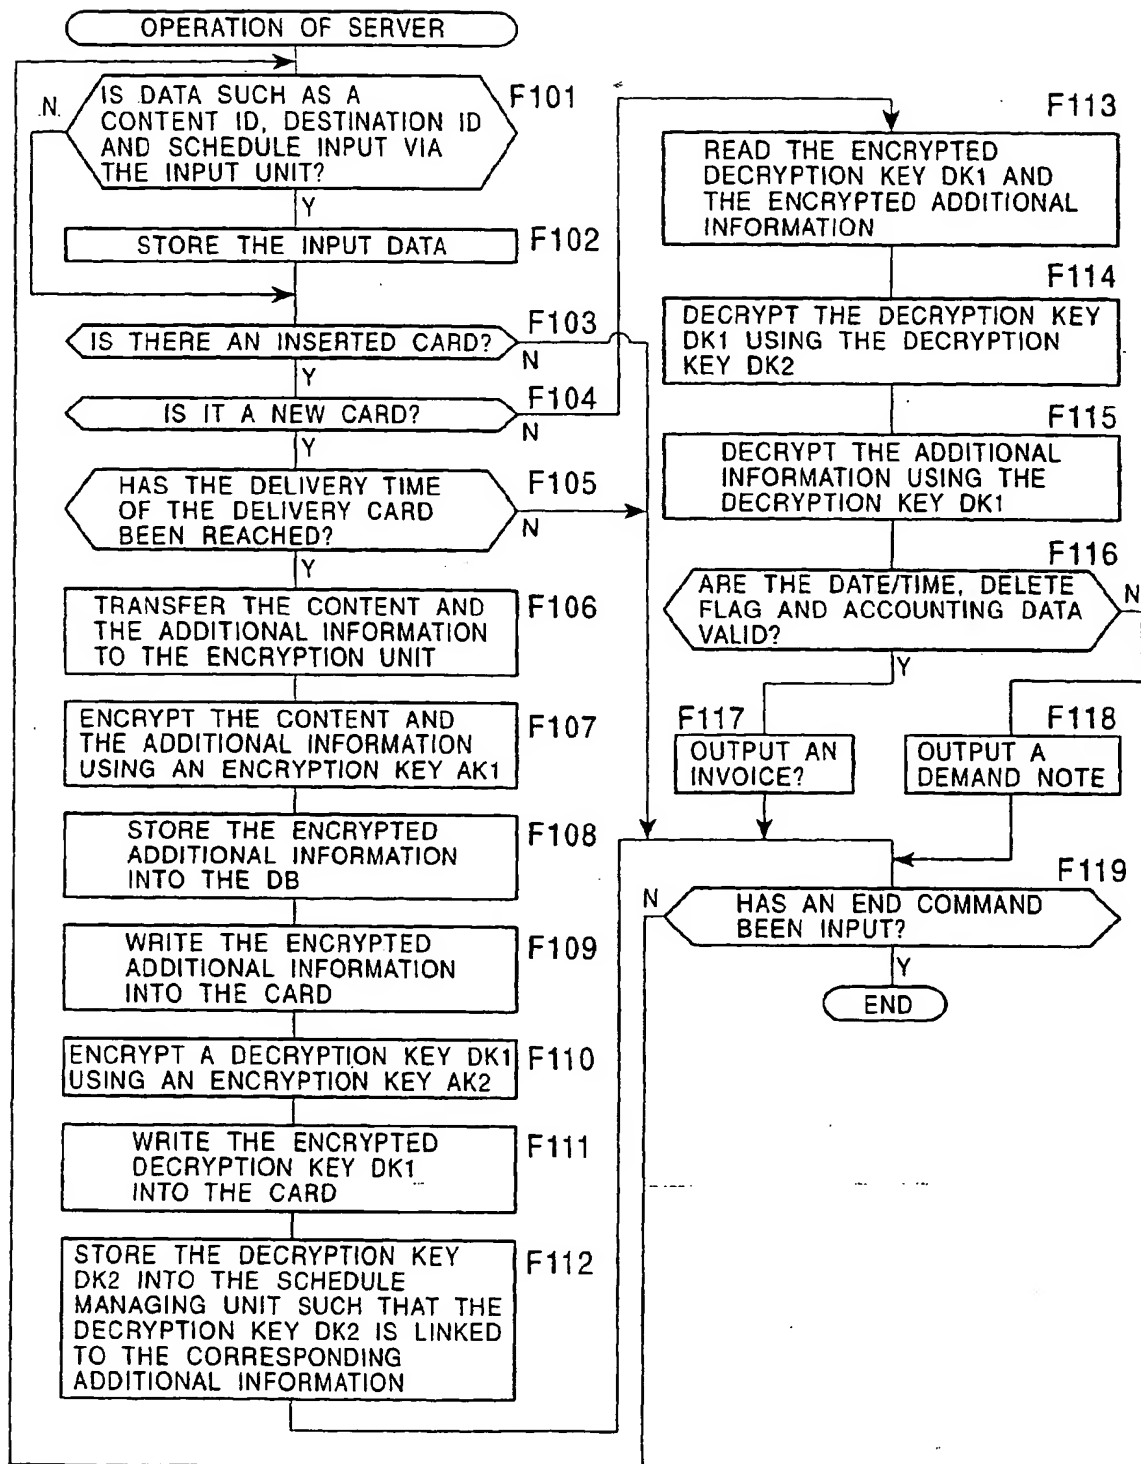 OPERATION OF SERVER
N
IS DATA SUCH AS A
CONTENT ID, DESTINATION ID
AND SCHEDULE INPUT VIA
THE INPUT UNIT?
F101
Y
STORE THE INPUT DATA
F102
IS THERE AN INSERTED CARD?
F103
N
Y
IS IT A NEW CARD?
F104
N
Y
HAS THE DELIVERY TIME
OF THE DELIVERY CARD
BEEN REACHED?
F105
N
Y
TRANSFER THE CONTENT AND
THE ADDITIONAL INFORMATION
TO THE ENCRYPTION UNIT
F106
ENCRYPT THE CONTENT AND
THE ADDITIONAL INFORMATION
USING AN ENCRYPTION KEY AK1
F107
STORE THE ENCRYPTED
ADDITIONAL INFORMATION
INTO THE DB
F108
WRITE THE ENCRYPTED
ADDITIONAL INFORMATION
INTO THE CARD
F109
ENCRYPT A DECRYPTION KEY DK1
USING AN ENCRYPTION KEY AK2
F110
WRITE THE ENCRYPTED
DECRYPTION KEY DK1
INTO THE CARD
F111
STORE THE DECRYPTION KEY
DK2 INTO THE SCHEDULE
MANAGING UNIT SUCH THAT THE
DECRYPTION KEY DK2 IS LINKED
TO THE CORRESPONDING
ADDITIONAL INFORMATION
F112
F113
READ THE ENCRYPTED
DECRYPTION KEY DK1 AND
THE ENCRYPTED ADDITIONAL
INFORMATION
F114
DECRYPT THE DECRYPTION KEY
DK1 USING THE DECRYPTION
KEY DK2
F115
DECRYPT THE ADDITIONAL
INFORMATION USING THE
DECRYPTION KEY DK1
F116
ARE THE DATE/TIME, DELETE
FLAG AND ACCOUNTING DATA
VALID?
N
Y
F117
OUTPUT AN
INVOICE?
F118
OUTPUT A
DEMAND NOTE
F119
N
HAS AN END COMMAND
BEEN INPUT?
Y
END